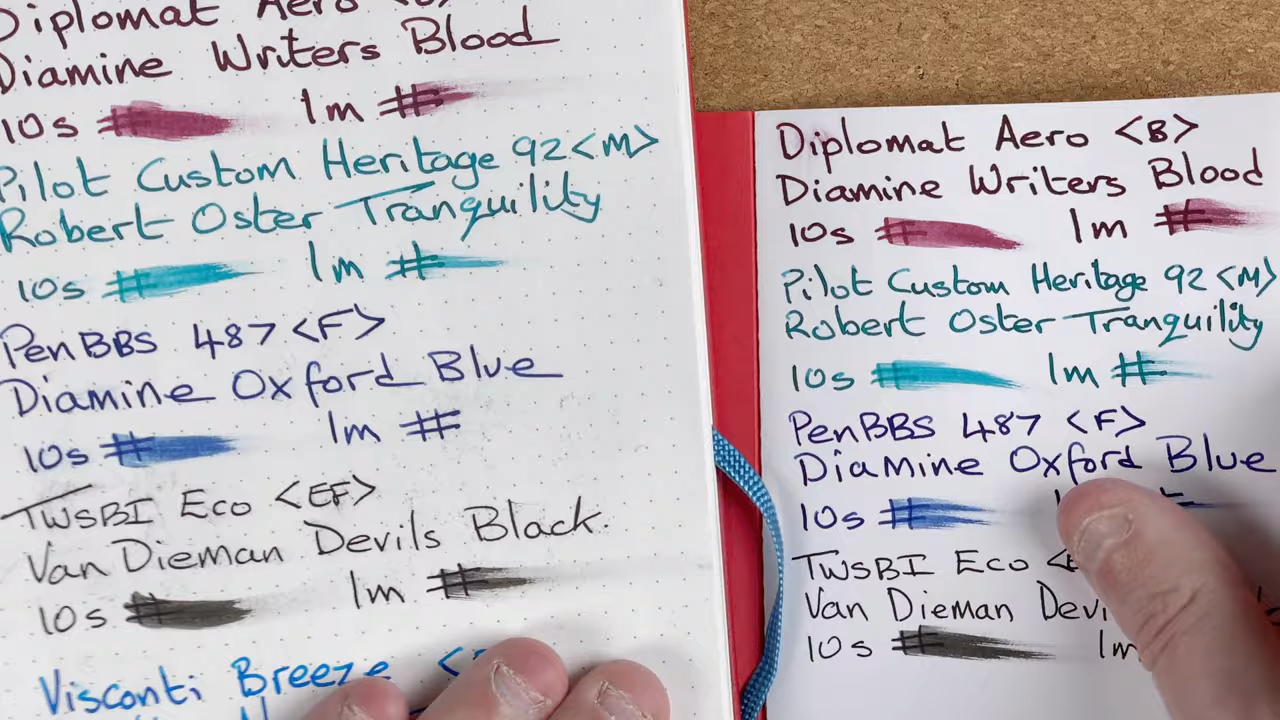 Diplomat Aero
Diamine Writers Blood
10s # 1m #
Pilot Custom Heritage 92 <M>
Robert Oster Tranquility
10s # 1m #
PenBBS 487 <F>
Diamine Oxford Blue
10s # 1m #
TWSBI Eco <EF>
Van Dieman Devils Black.
10s # 1m #
Visconti Breeze
Diplomat Aero <B>
Diamine Writers Blood
10s # 1m #
Pilot Custom Heritage 92 <M>
Robert Oster Tranquility
10s # 1m #
PenBBS 487 <F>
Diamine Oxford Blue
10s #
TWSBI Eco
Van Dieman
10s # 1m